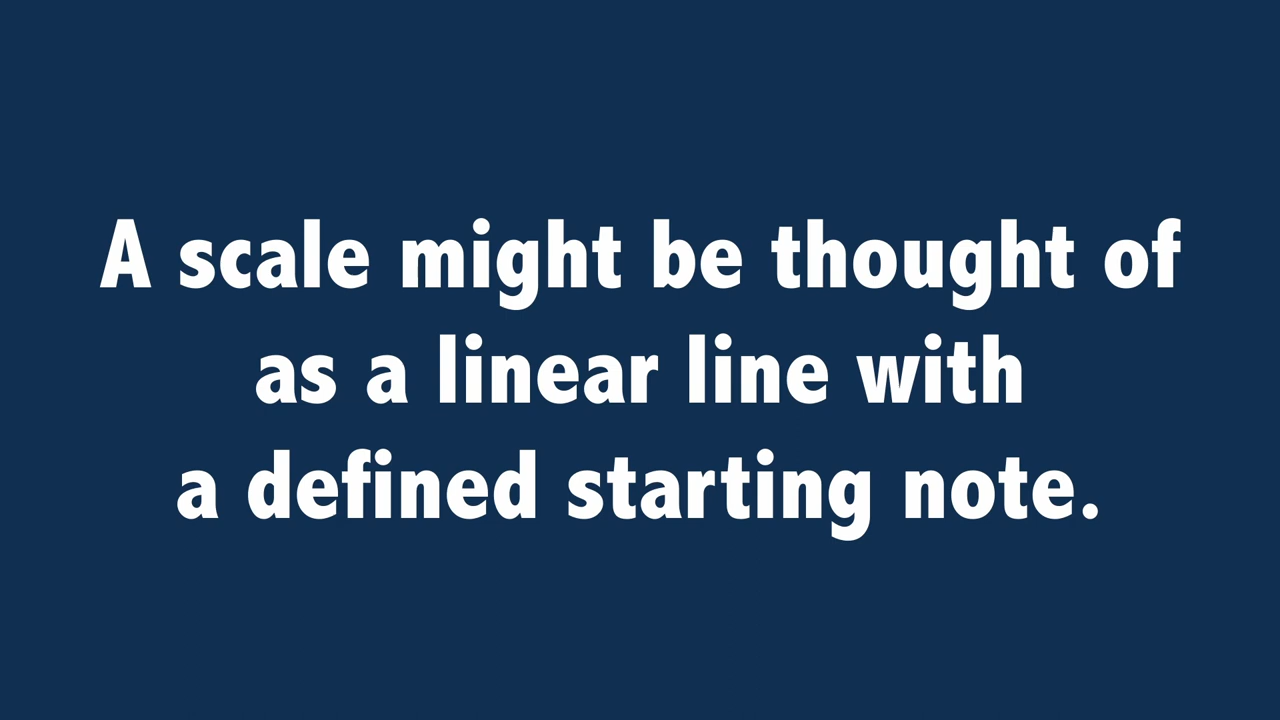 A scale might be thought of
as a linear line with
a defined starting note.